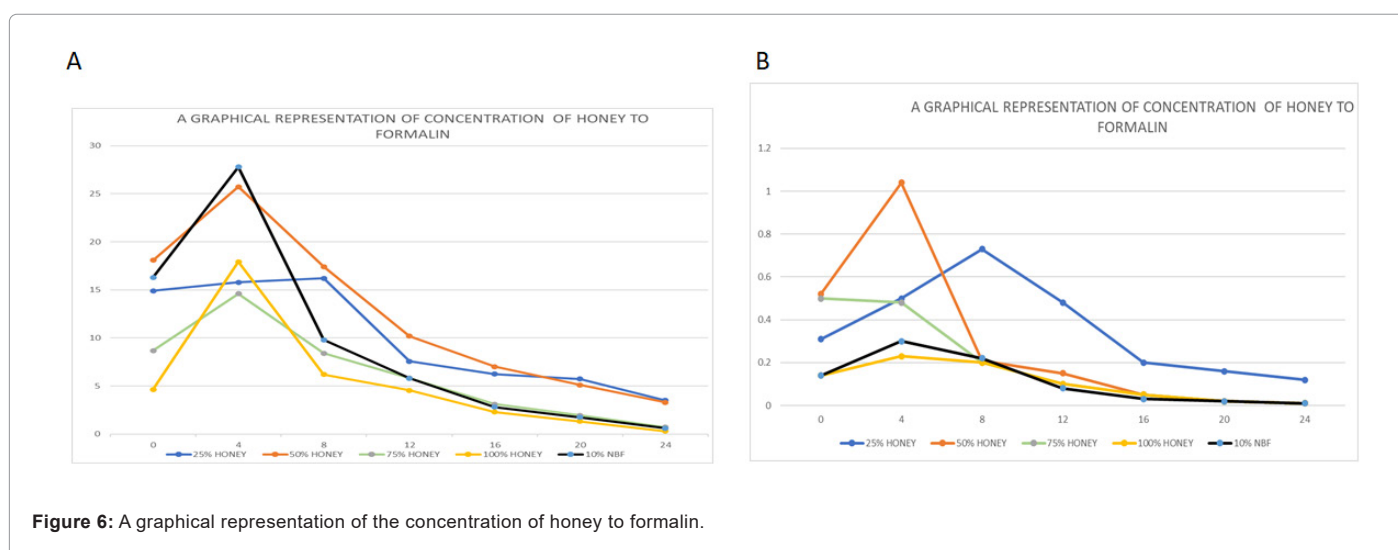 A
A GRAPHICAL REPRESENTATION OF CONCENTRATION OF HONEY TO
FORMALIN
30
25
20
15
10
5
0
0 4 8 12 16 20 24
25% HONEY 50% HONEY 75% HONEY 100% HONEY 10% NBF
B
A GRAPHICAL REPRESENTATION OF CONCENTRATION OF HONEY TO
FORMALIN
1.2
1
0.8
0.6
0.4
0.2
0
0 4 8 12 16 20 24
25% HONEY 50% HONEY 75% HONEY 100% HONEY 10% NBF
Figure 6: A graphical representation of the concentration of honey to formalin.